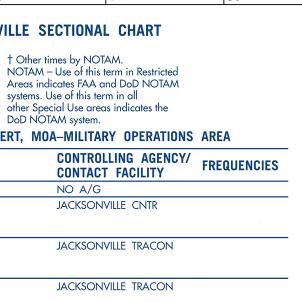 VILLE SECTIONAL CHART
† Other times by NOTAM.
NOTAM – Use of this term in Restricted
Areas indicates FAA and DoD NOTAM
systems. Use of this term in all
other Special Use areas indicates the
DoD NOTAM system.
ERT, MOA–MILITARY OPERATIONS AREA
CONTROLLING AGENCY/
CONTACT FACILITY FREQUENCIES
NO A/G
JACKSONVILLE CNTR
JACKSONVILLE TRACON
JACKSONVILLE TRACON